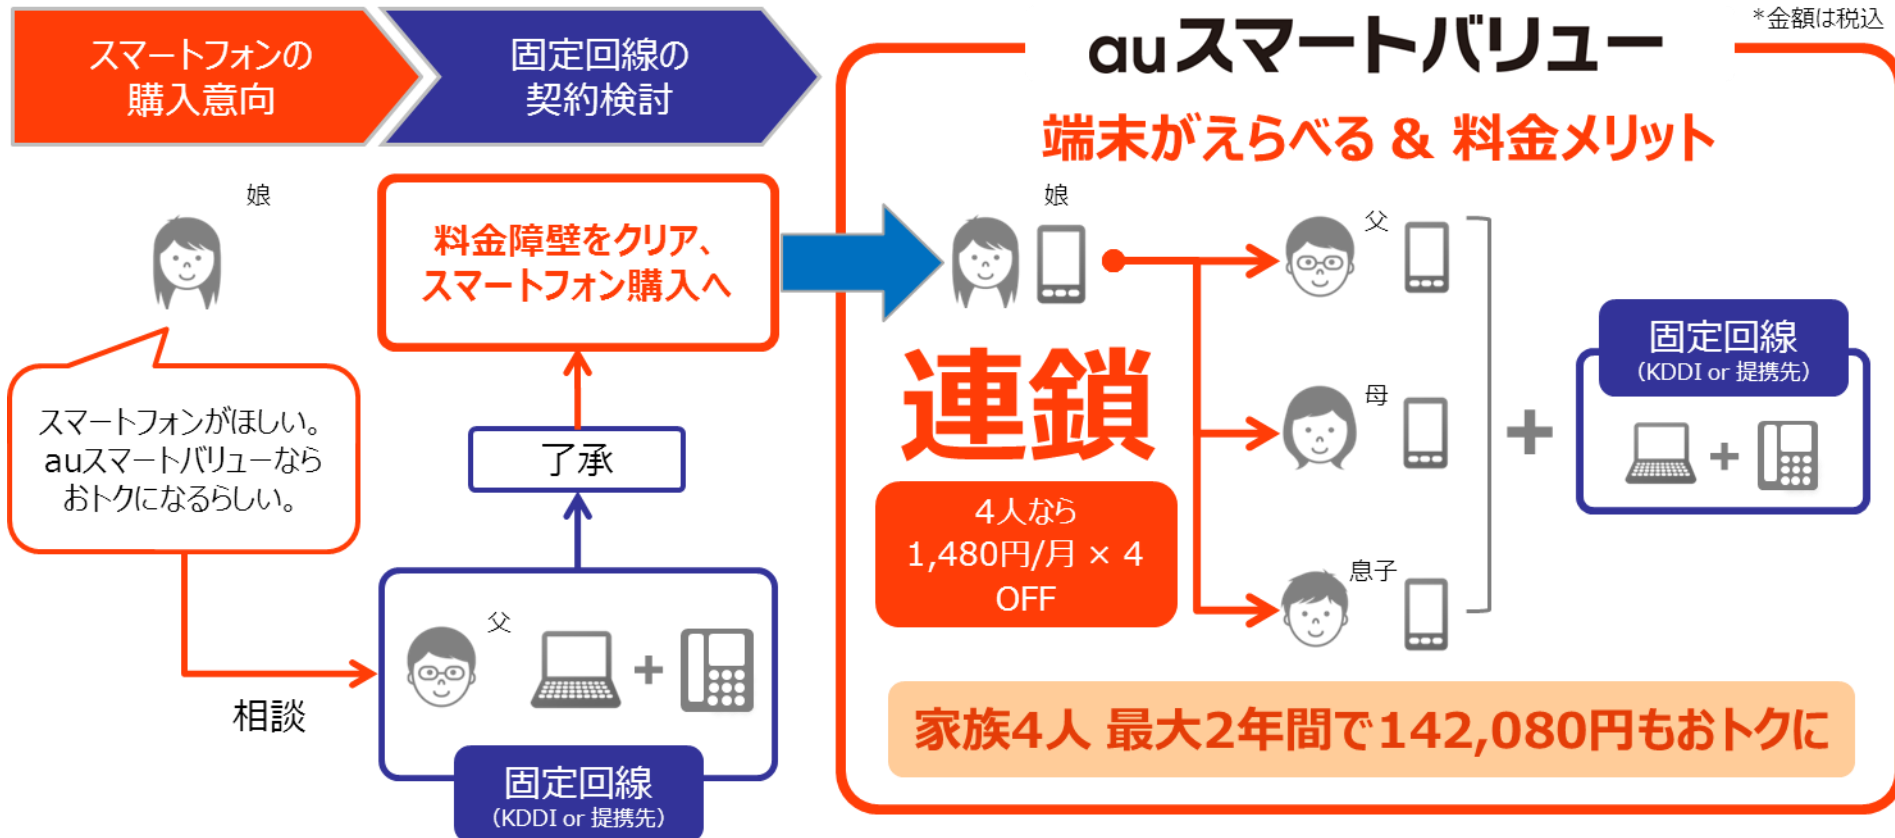 スマートフォンの
購入意向
固定回線の
契約検討
娘
スマートフォンがほしい。
auスマートバリューなら
おトクになるらしい。
相談
父
+
固定回線
（KDDI or 提携先）
了承
料金障壁をクリア、
スマートフォン購入へ
*金額は税込
auスマートバリュー
端末がえらべる & 料金メリット
娘
連鎖
4人なら
1,480円/月 × 4
OFF
父
母
息子
+
固定回線
（KDDI or 提携先）
+
家族4人 最大2年間で142,080円もおトクに